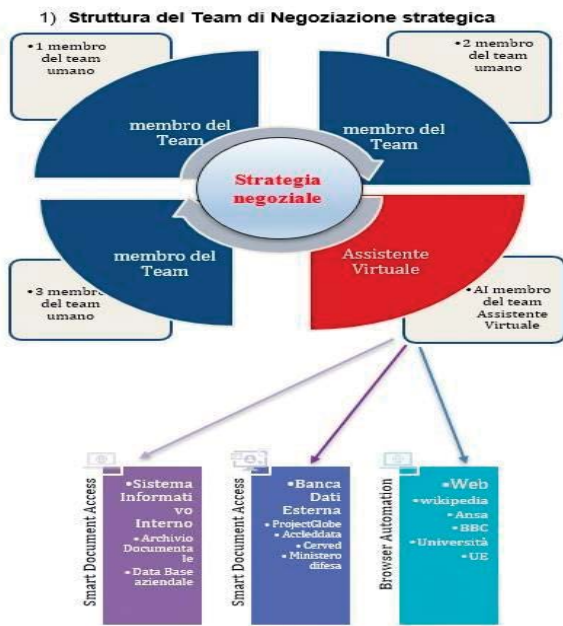 1) Struttura del Team di Negoziazione strategica
•1 membro
del team
umano
•2 membro
del team
umano
membro del
Team
membro del
Team
Strategia
negoziale
membro del
Team
Assistente
Virtuale
•3 membro
del team
umano
•AI membro
del team
Assistente
Virtuale
Smart Document Access
•Sistema
Informati
vo
Interno
•Archivio
Documenta
le
•Data Base
aziendale
Smart Document Access
•Banca
Dati
Esterna
•ProjectGlobe
•Accleddata
•Cerved
•Ministero
difesa
Browser Automation
•Web
•wikipedia
•Ansa
•BBC
•Università
•UE